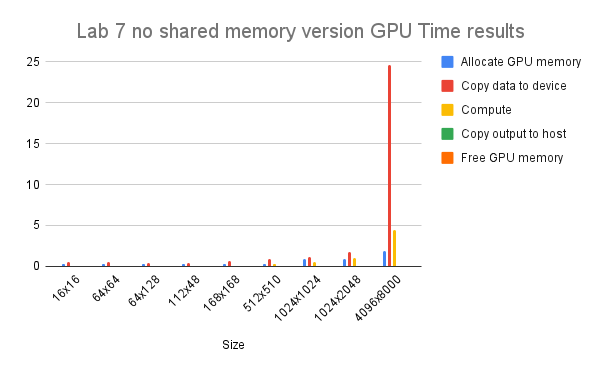 Lab 7 no shared memory version GPU Time results
25
20
15
10
5
0
Allocate GPU memory
Copy data to device
Compute
Copy output to host
Free GPU memory
16x16
64x64
64x128
112x48
168x168
512x510
1024x1024
1024x2048
4096x8000
Size